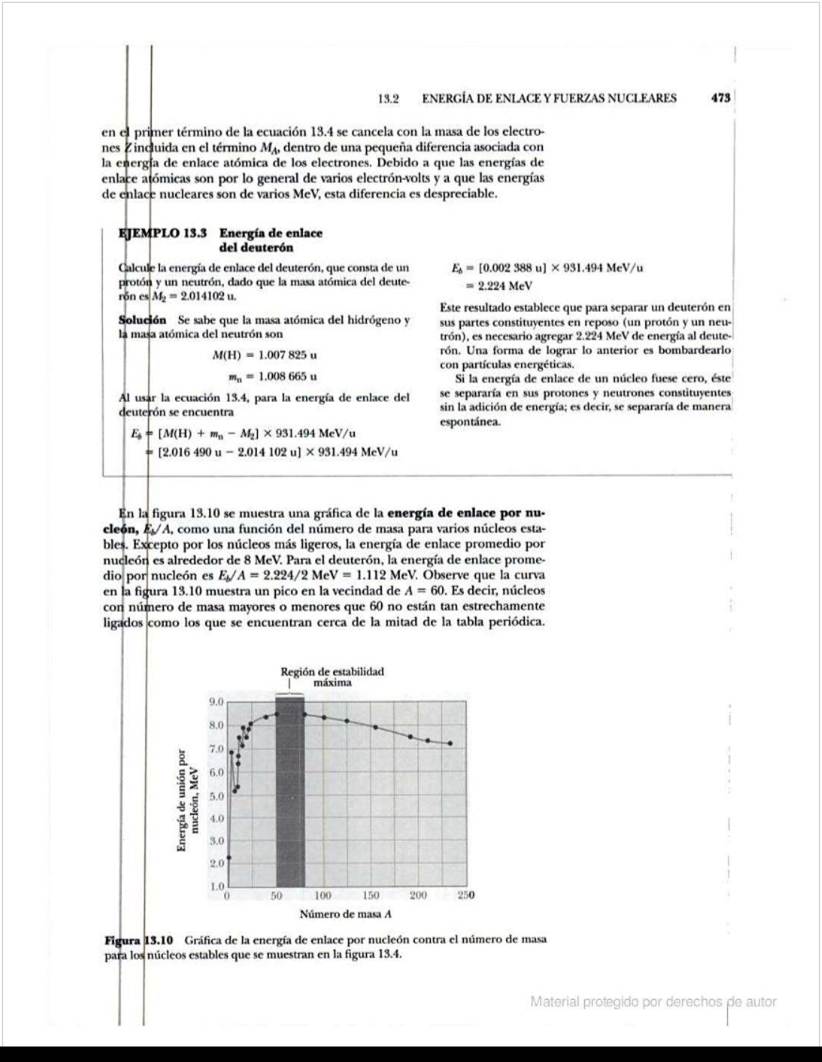 13.2 ENERGÍA DE ENLACE Y FUERZAS NUCLEARES 473
en el primer término de la ecuación 13.4 se cancela con la masa de los electro-
nes Z incluida en el término M_A, dentro de una pequeña diferencia asociada con
la energía de enlace atómica de los electrones. Debido a que las energías de
enlace atómicas son por lo general de varios electrón-volts y a que las energías
de enlace nucleares son de varios MeV, esta diferencia es despreciable.
EJEMPLO 13.3 Energía de enlace
del deuterón
Calcule la energía de enlace del deuterón, que consta de un
protón y un neutrón, dado que la masa atómica del deute-
rón es M₂ = 2.014102 u.
Solución Se sabe que la masa atómica del hidrógeno y
la masa atómica del neutrón son
M(H) = 1.007 825 u
mₙ = 1.008 665 u
Al usar la ecuación 13.4, para la energía de enlace del
deuterón se encuentra
E_b = [M(H) + mₙ − M₂] × 931.494 MeV/u
= [2.016 490 u − 2.014 102 u] × 931.494 MeV/u
E_b = [0.002 388 u] × 931.494 MeV/u
= 2.224 MeV
Este resultado establece que para separar un deuterón en
sus partes constituyentes en reposo (un protón y un neu-
trón), es necesario agregar 2.224 MeV de energía al deute-
rón. Una forma de lograr lo anterior es bombardearlo
con partículas energéticas.
Si la energía de enlace de un núcleo fuese cero, éste
se separaría en sus protones y neutrones constituyentes
sin la adición de energía; es decir, se separaría de manera
espontánea.
En la figura 13.10 se muestra una gráfica de la energía de enlace por nu-
cleón, E_b/A, como una función del número de masa para varios núcleos esta-
bles. Excepto por los núcleos más ligeros, la energía de enlace promedio por
nucleón es alrededor de 8 MeV. Para el deuterón, la energía de enlace prome-
dio por nucleón es E_b/A = 2.224/2 MeV = 1.112 MeV. Observe que la curva
en la figura 13.10 muestra un pico en la vecindad de A = 60. Es decir, núcleos
con número de masa mayores o menores que 60 no están tan estrechamente
ligados como los que se encuentran cerca de la mitad de la tabla periódica.
Región de estabilidad
máxima
9.0
8.0
7.0
6.0
5.0
4.0
3.0
2.0
1.0
Energía de unión por
nucleón, MeV
0 50 100 150 200 250
Número de masa A
Figura 13.10 Gráfica de la energía de enlace por nucleón contra el número de masa
para los núcleos estables que se muestran en la figura 13.4.
Material protegido por derechos de autor